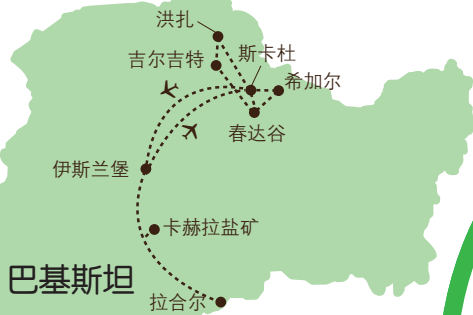 洪扎
斯卡杜
吉尔吉特
希加尔
春达谷
伊斯兰堡
卡赫拉盐矿
巴基斯坦
拉合尔